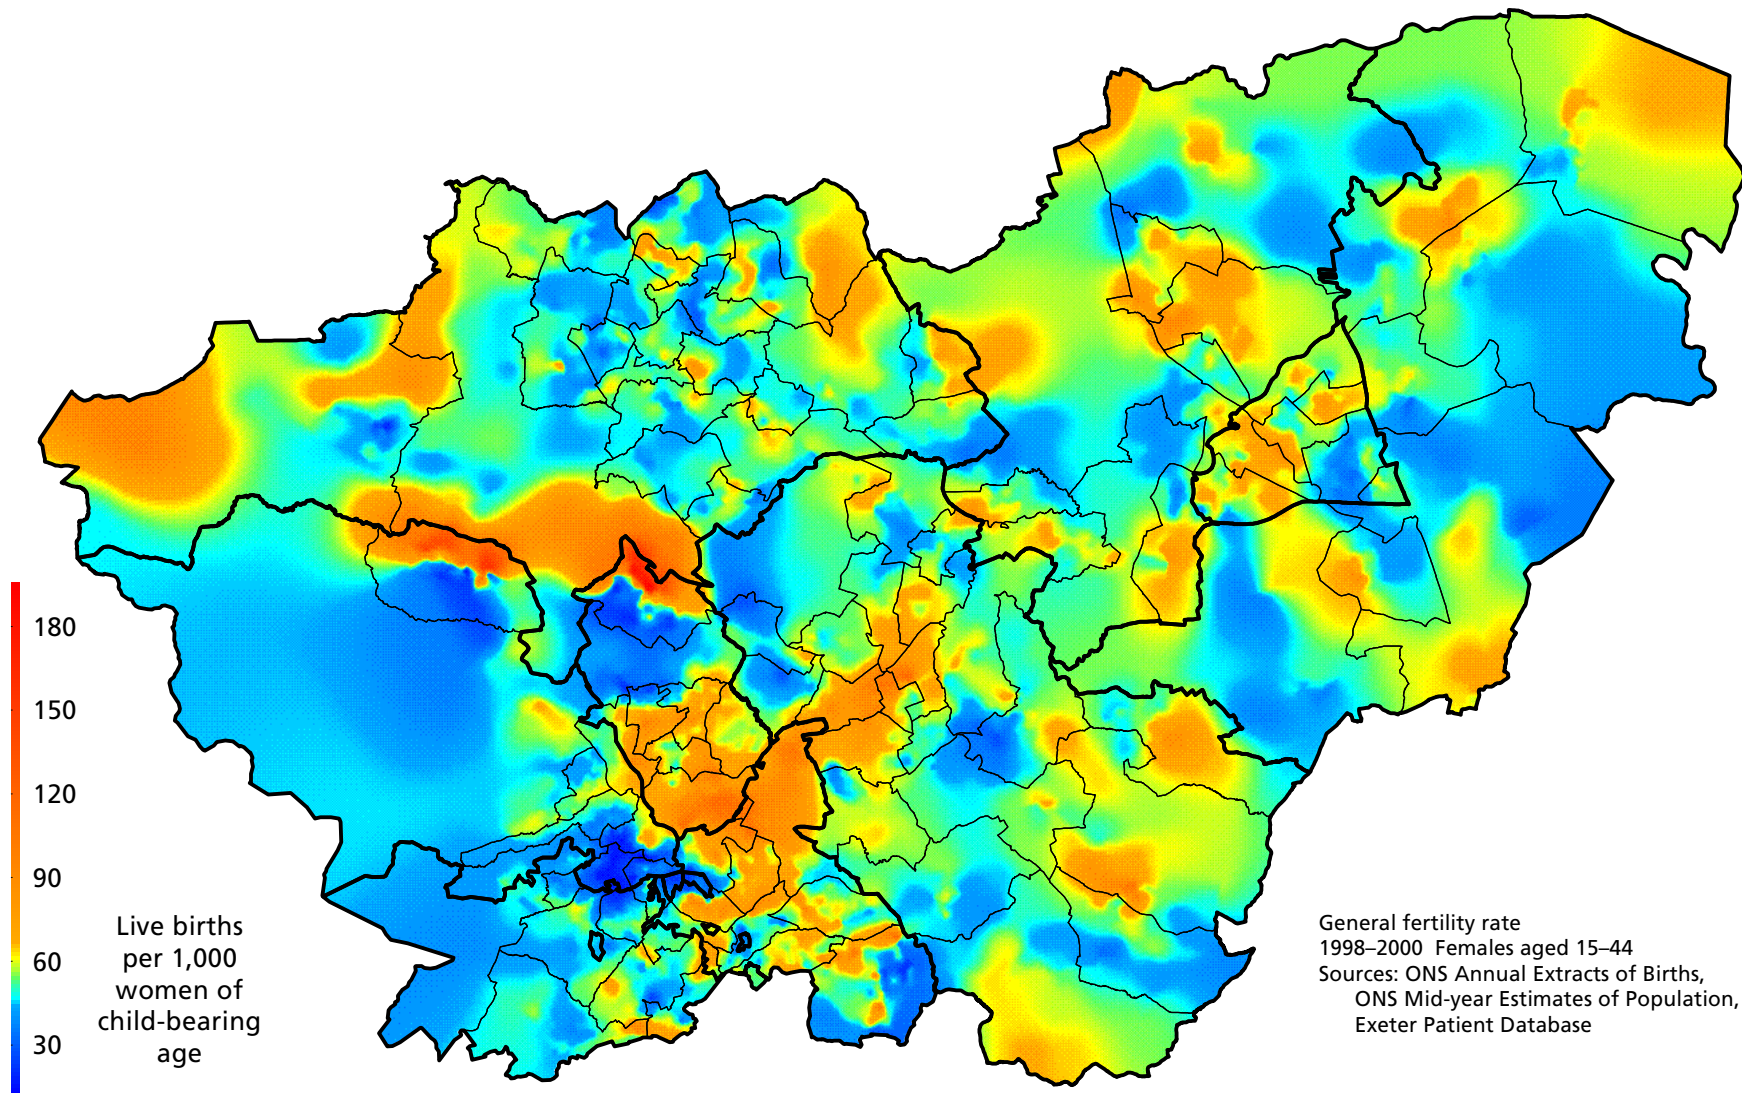 180
150
120
90
60
30
Live births
per 1,000
women of
child-bearing
age
General fertility rate
1998–2000 Females aged 15–44
Sources: ONS Annual Extracts of Births,
ONS Mid-year Estimates of Population,
Exeter Patient Database